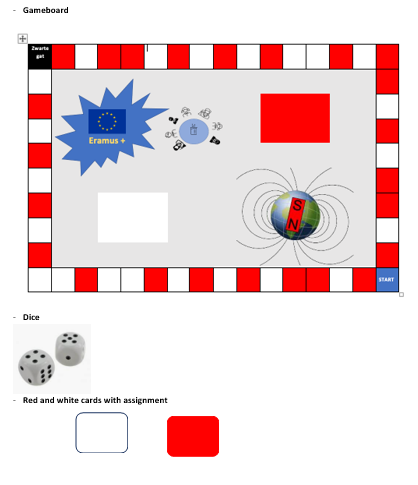 - Gameboard
Zwarte
gat
Eramus +
S
N
START
- Dice
- Red and white cards with assignment